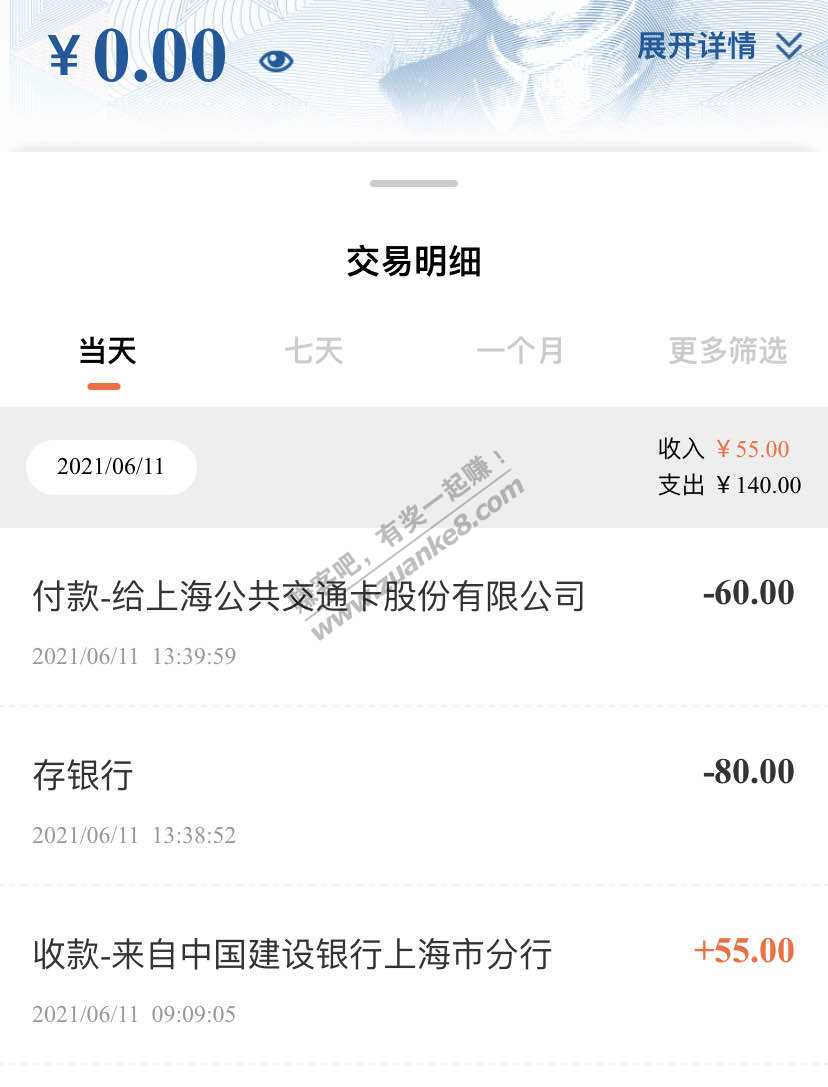 ¥ 0.00 展开详情
交易明细
当天 七天 一个月 更多筛选
2021/06/11
收入 ¥55.00
支出 ¥140.00
付款-给上海公共交通卡股份有限公司 -60.00
2021/06/11 13:39:59
存银行 -80.00
2021/06/11 13:38:52
收款-来自中国建设银行上海市分行 +55.00
2021/06/11 09:09:05
赚客吧，有奖一起赚！
www.zuanke8.com